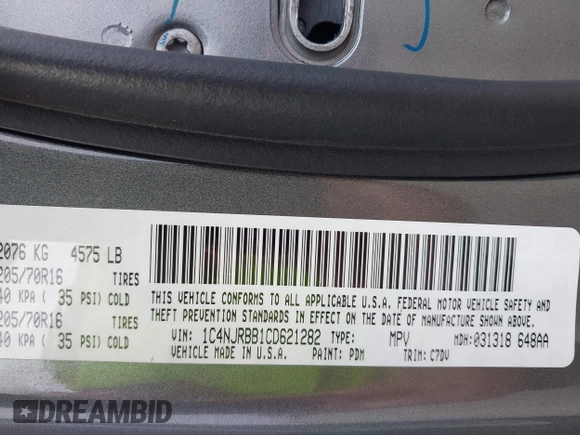 2076 KG 4575 LB
205/70R16 TIRES
40 KPA ( 35 PSI) COLD
205/70R16 TIRES
40 KPA ( 35 PSI) COLD
THIS VEHICLE CONFORMS TO ALL APPLICABLE U.S.A. FEDERAL MOTOR VEHICLE SAFETY AND
THEFT PREVENTION STANDARDS IN EFFECT ON THE DATE OF MANUFACTURE SHOWN ABOVE.
VIN: 1C4NJRBB1CD621282 TYPE: MPV MDH: 031318 648AA
VEHICLE MADE IN U.S.A. PAINT: PDM TRIM: C7DV
DREAMBID